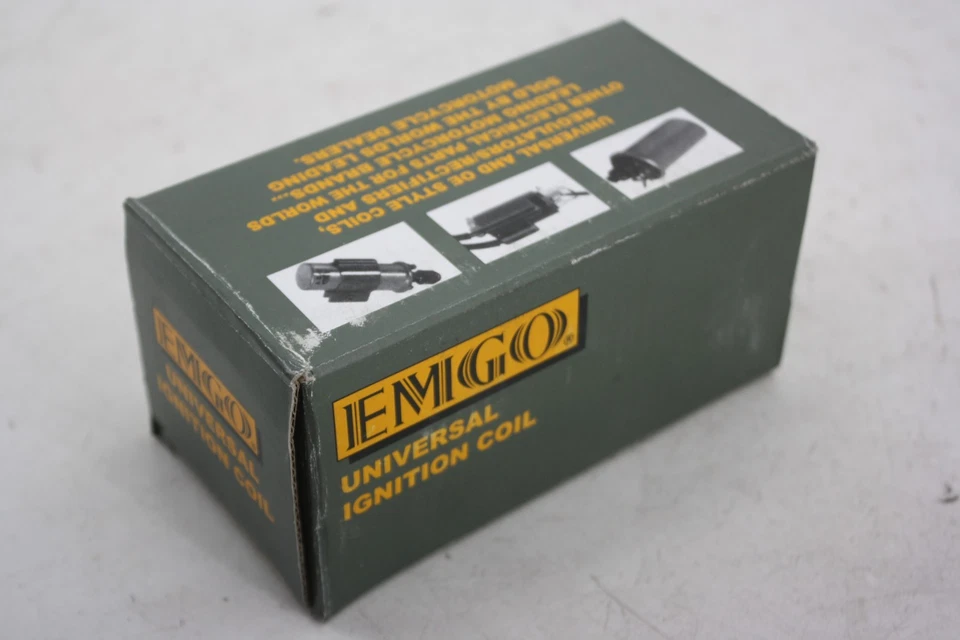 UNIVERSAL AND OE STYLE COILS,
REGULATORS/RECTIFIERS AND
OTHER ELECTRICAL PARTS FOR THE WORLDS
LEADING MOTORCYCLE BRANDS...
SOLD BY THE WORLDS LEADING
MOTORCYCLE DEALERS.
EMGO®
UNIVERSAL
IGNITION COIL
EMGO
UNIVERSAL
IGNITION COIL